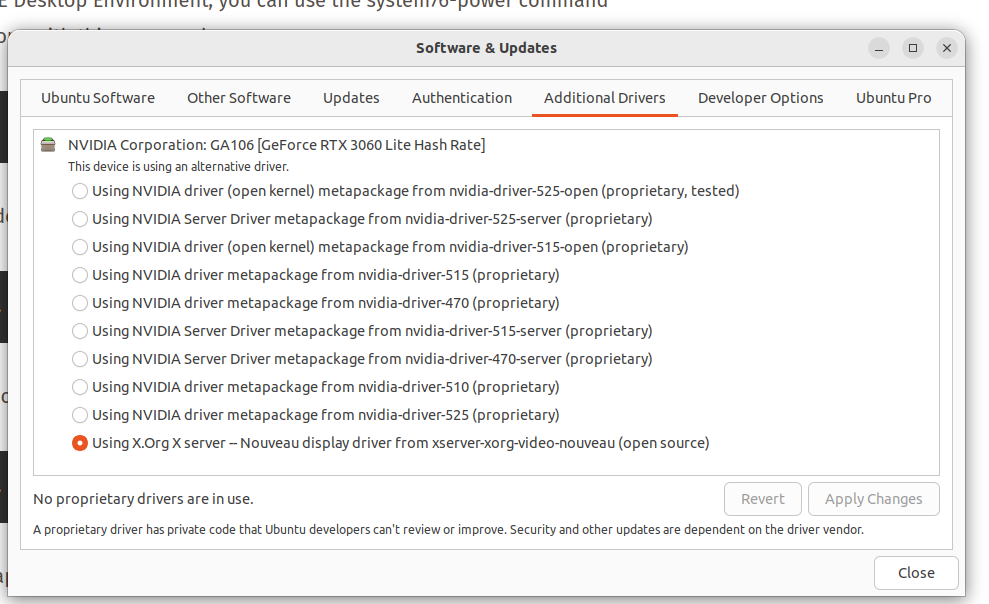 E Desktop Environment, you can use the system76-power command
Software & Updates
Ubuntu Software Other Software Updates Authentication Additional Drivers Developer Options Ubuntu Pro
NVIDIA Corporation: GA106 [GeForce RTX 3060 Lite Hash Rate]
This device is using an alternative driver.
Using NVIDIA driver (open kernel) metapackage from nvidia-driver-525-open (proprietary, tested)
Using NVIDIA Server Driver metapackage from nvidia-driver-525-server (proprietary)
Using NVIDIA driver (open kernel) metapackage from nvidia-driver-515-open (proprietary)
Using NVIDIA driver metapackage from nvidia-driver-515 (proprietary)
Using NVIDIA driver metapackage from nvidia-driver-470 (proprietary)
Using NVIDIA Server Driver metapackage from nvidia-driver-515-server (proprietary)
Using NVIDIA Server Driver metapackage from nvidia-driver-470-server (proprietary)
Using NVIDIA driver metapackage from nvidia-driver-510 (proprietary)
Using NVIDIA driver metapackage from nvidia-driver-525 (proprietary)
Using X.Org X server -- Nouveau display driver from xserver-xorg-video-nouveau (open source)
No proprietary drivers are in use.
Revert Apply Changes
A proprietary driver has private code that Ubuntu developers can't review or improve. Security and other updates are dependent on the driver vendor.
Close